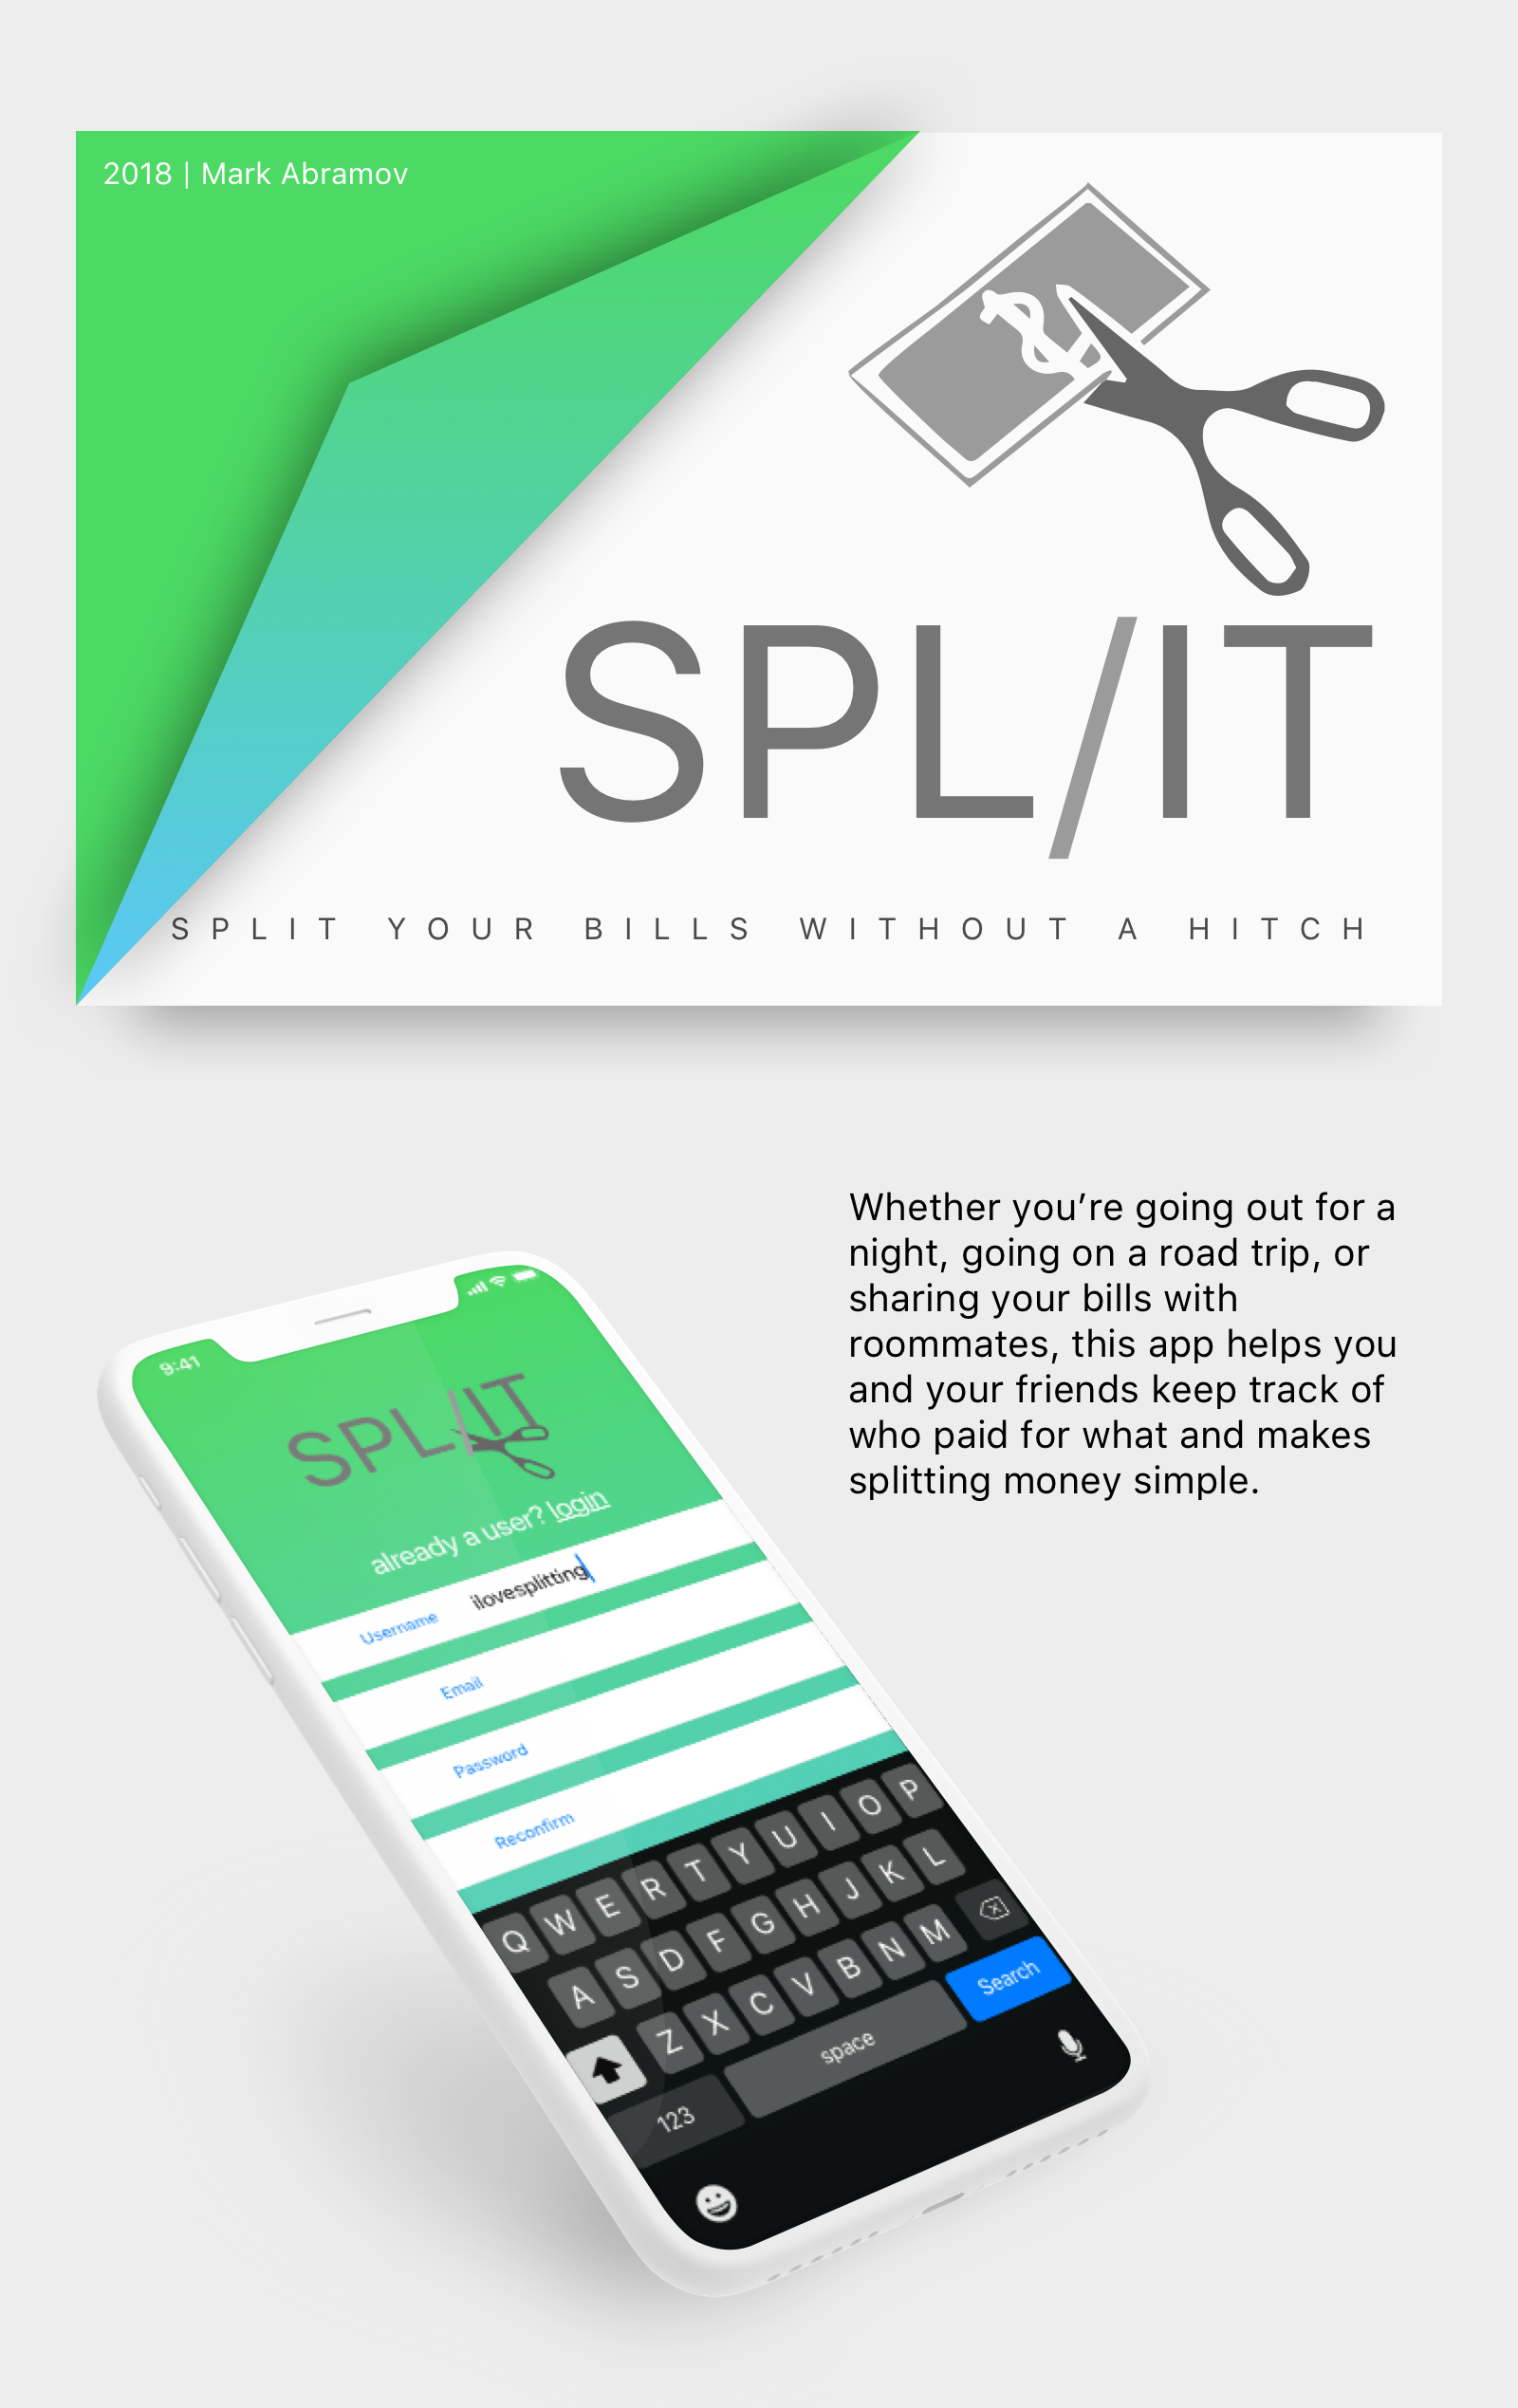 2018 | Mark Abramov
$
SPL/IT
SPLIT YOUR BILLS WITHOUT A HITCH
Whether you’re going out for a
night, going on a road trip, or
sharing your bills with
roommates, this app helps you
and your friends keep track of
who paid for what and makes
splitting money simple.
9:41
SPL/IT
already a user? login
Username ilovesplitting
Email
Password
Reconfirm
Q W E R T Y U I O P
A S D F G H J K L
Z X C V B N M
123 space Search